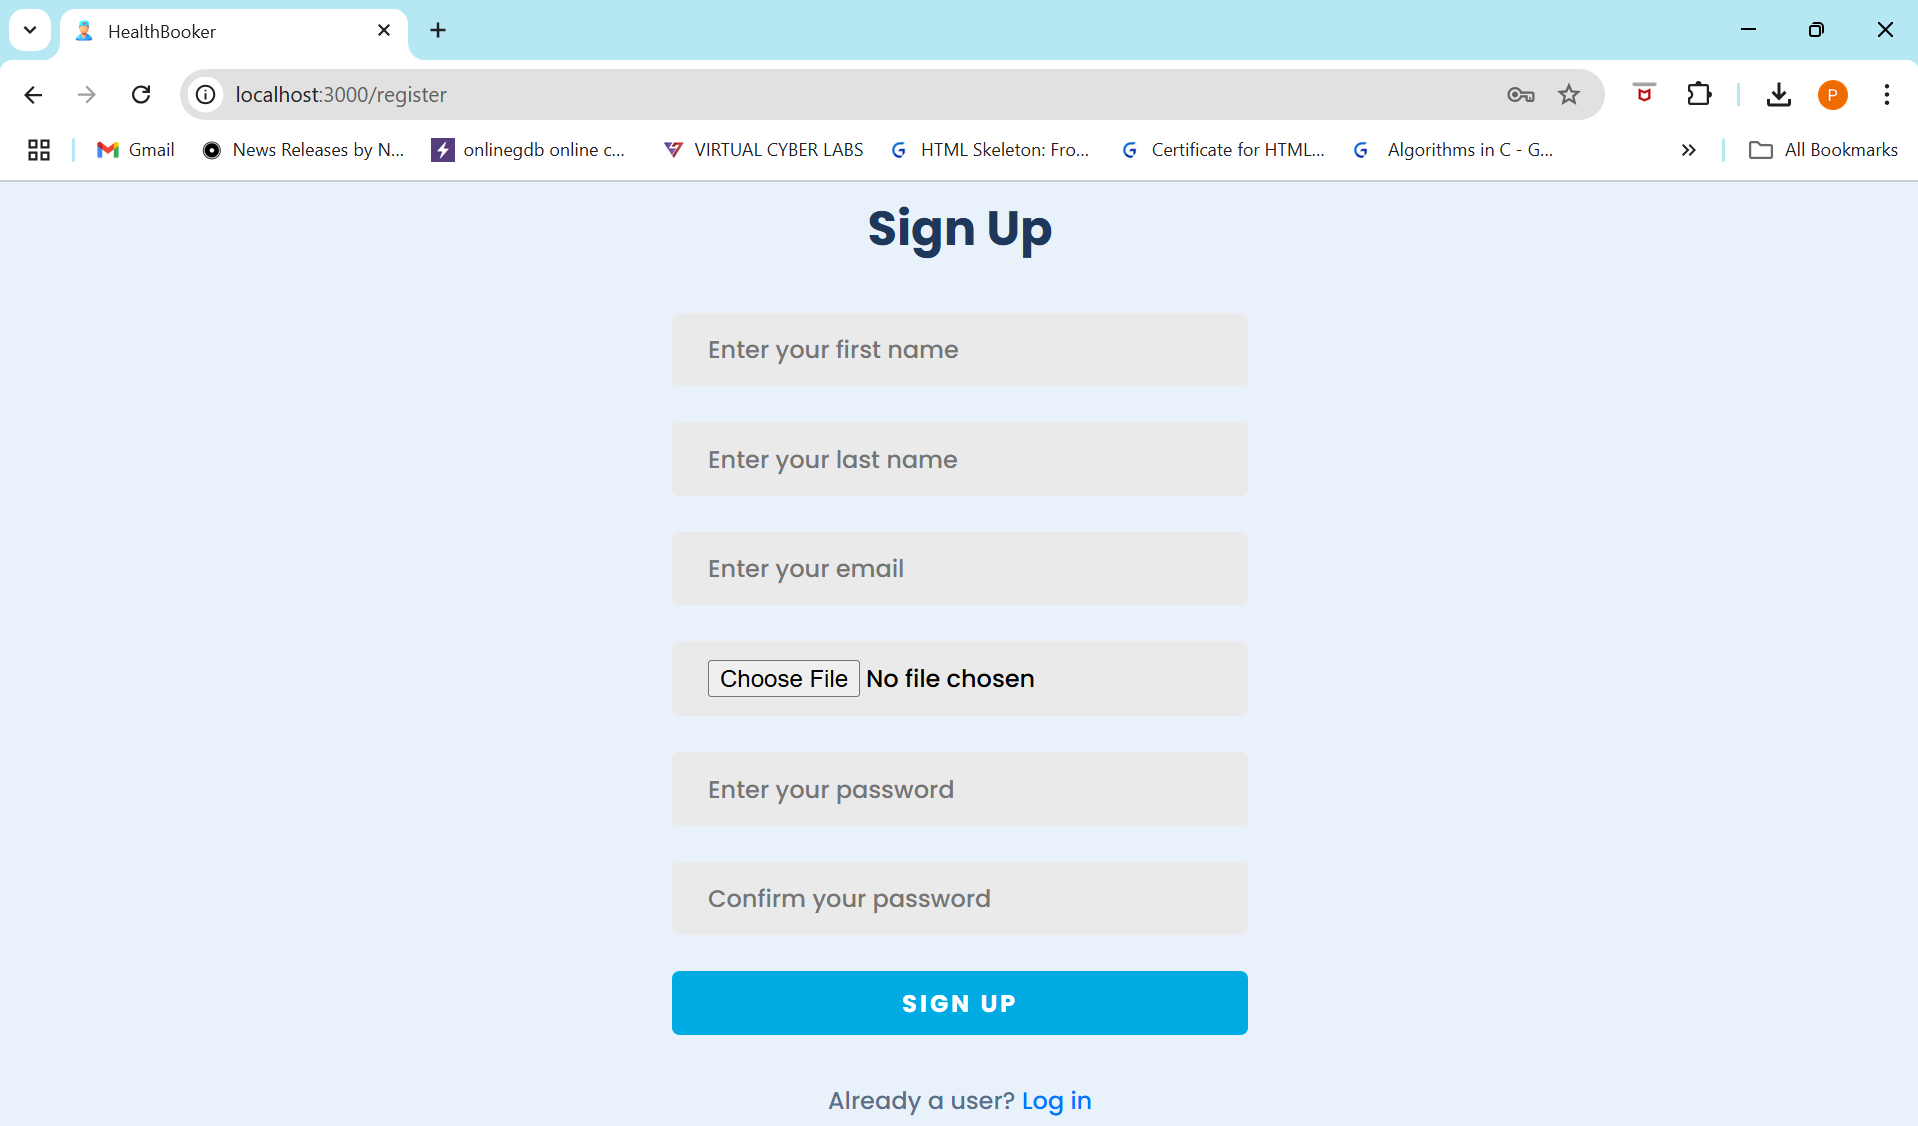 HealthBooker
localhost:3000/register
P
Gmail News Releases by N... onlinegdb online c... VIRTUAL CYBER LABS HTML Skeleton: Fro... Certificate for HTML... Algorithms in C - G... All Bookmarks
Sign Up
Enter your first name
Enter your last name
Enter your email
Choose File No file chosen
Enter your password
Confirm your password
SIGN UP
Already a user? Log in